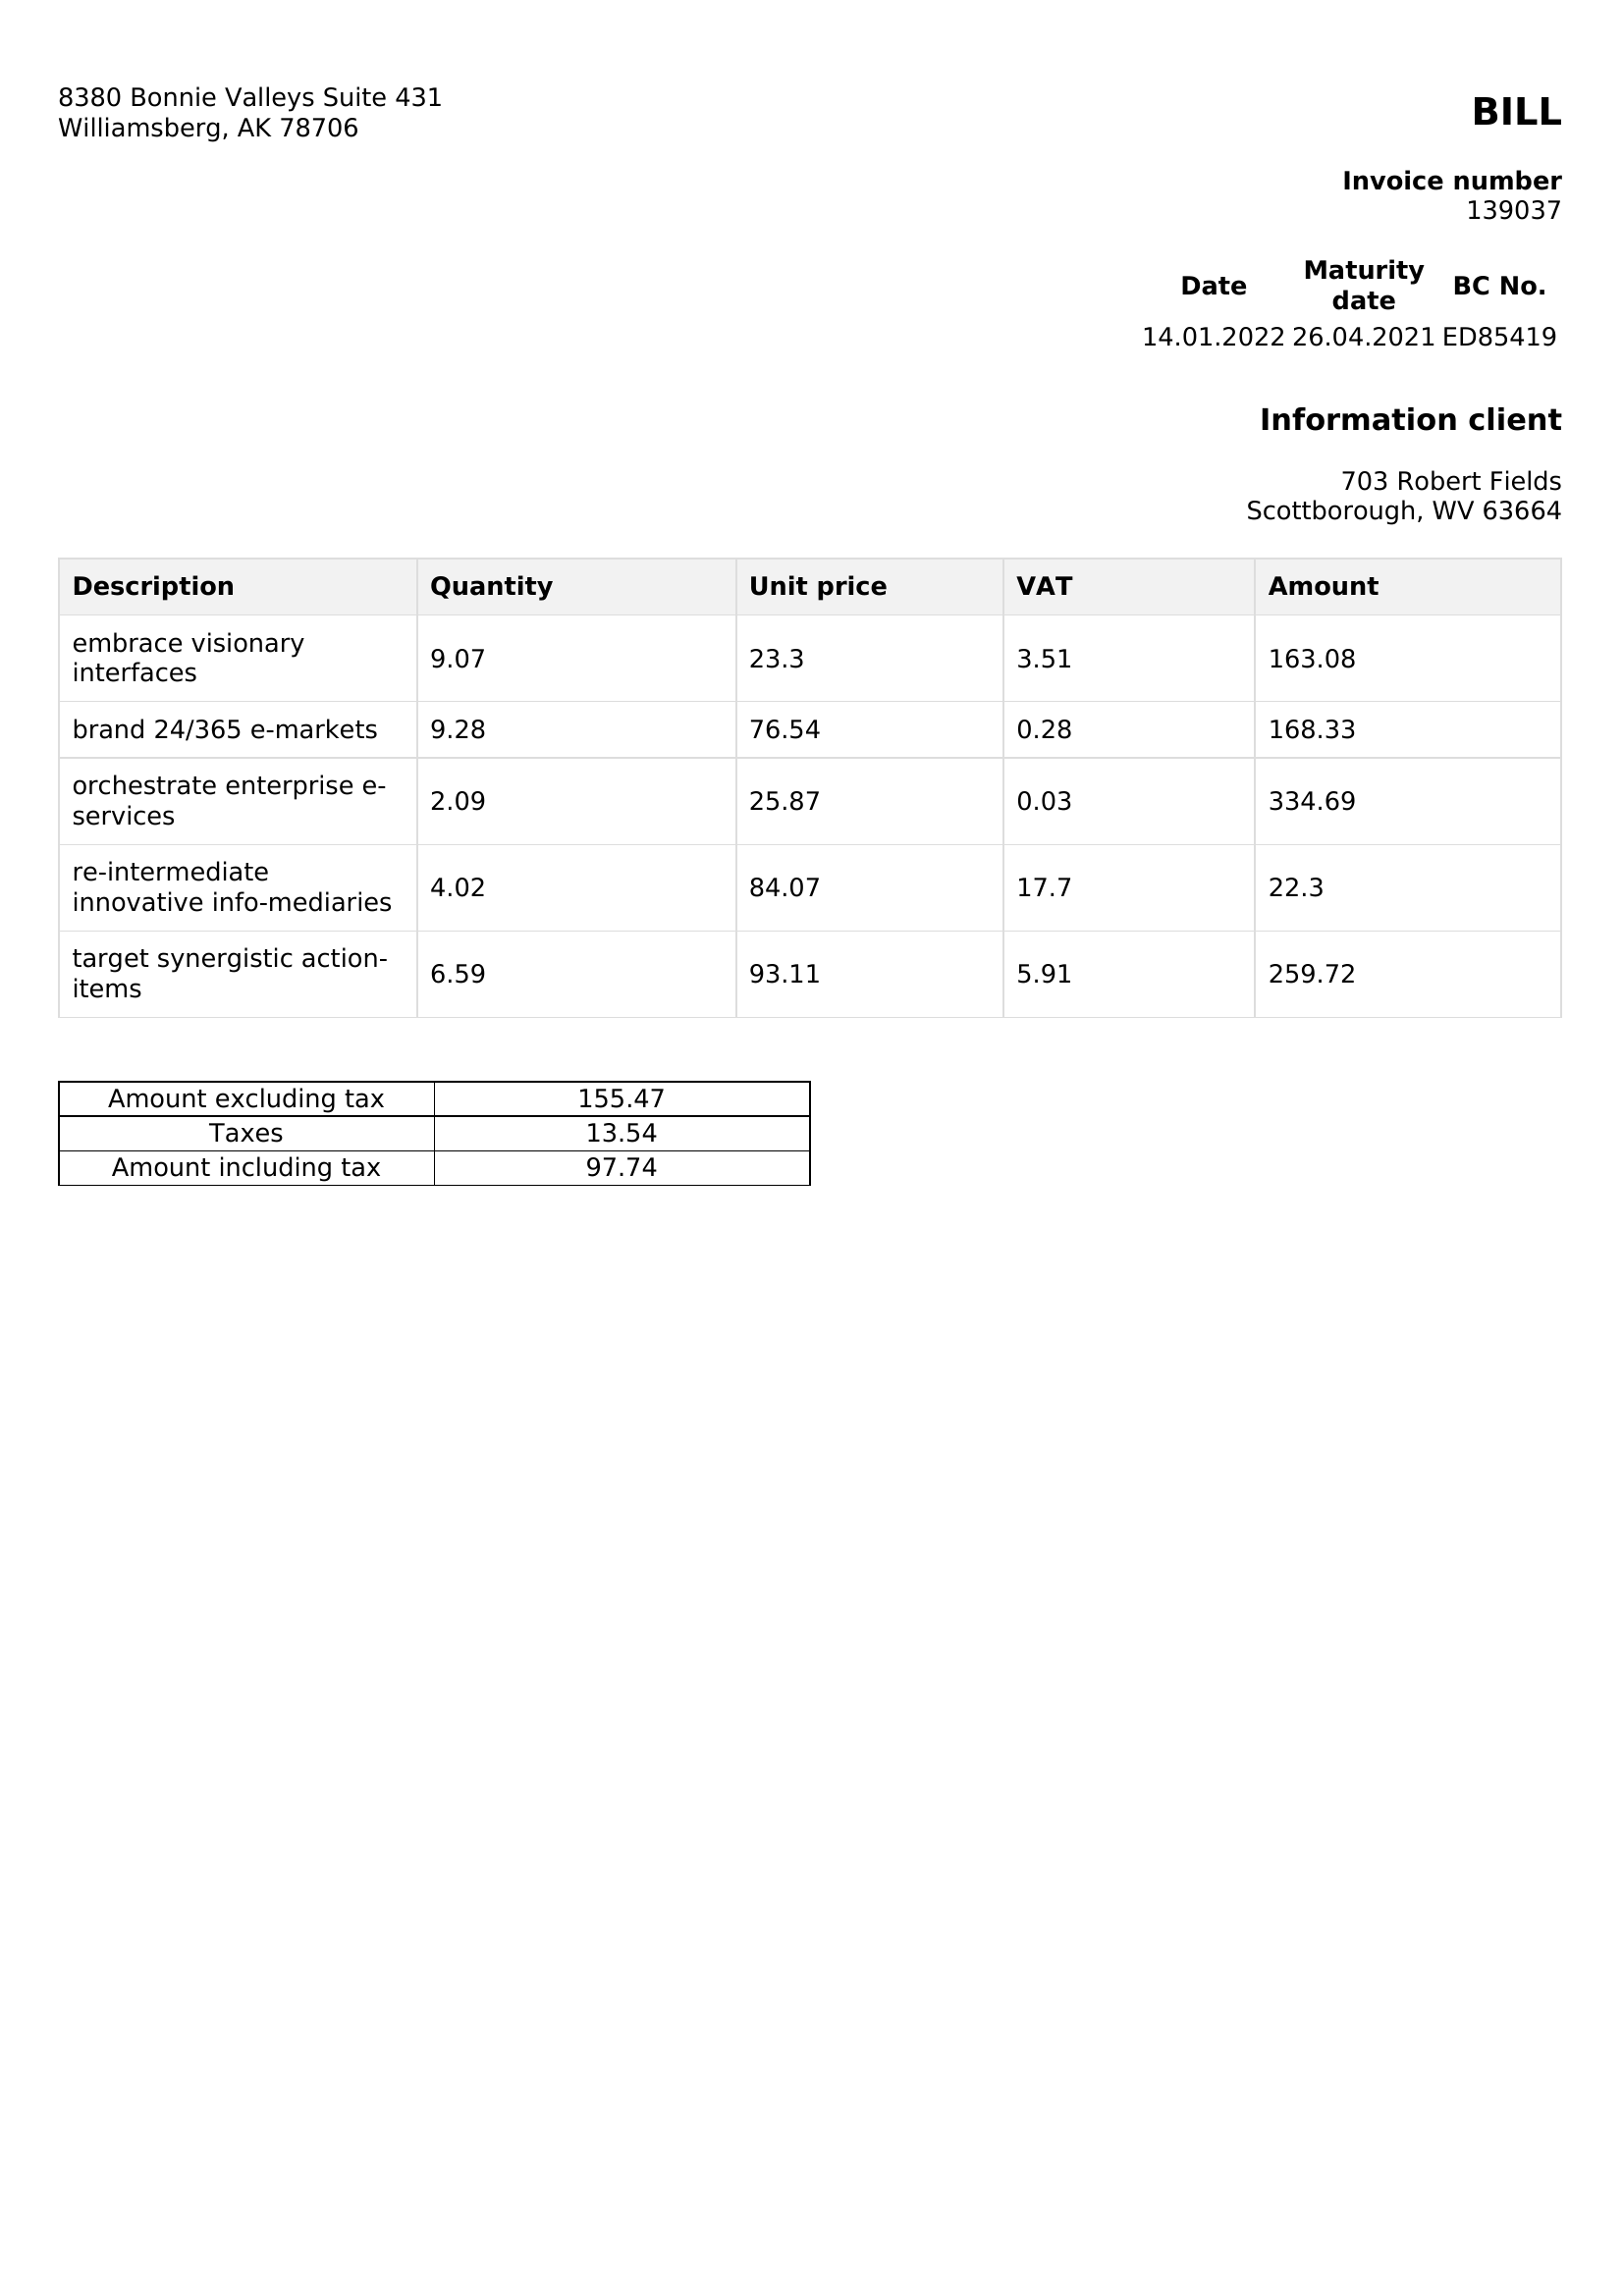 8380 Bonnie Valleys Suite 431
Williamsberg, AK 78706
BILL
Invoice number
139037
Date Maturity date BC No.
14.01.2022 26.04.2021 ED85419
Information client
703 Robert Fields
Scottborough, WV 63664
Description Quantity Unit price VAT Amount
embrace visionary
interfaces 9.07 23.3 3.51 163.08
brand 24/365 e-markets 9.28 76.54 0.28 168.33
orchestrate enterprise e-
services 2.09 25.87 0.03 334.69
re-intermediate
innovative info-mediaries 4.02 84.07 17.7 22.3
target synergistic action-
items 6.59 93.11 5.91 259.72
Amount excluding tax 155.47
Taxes 13.54
Amount including tax 97.74